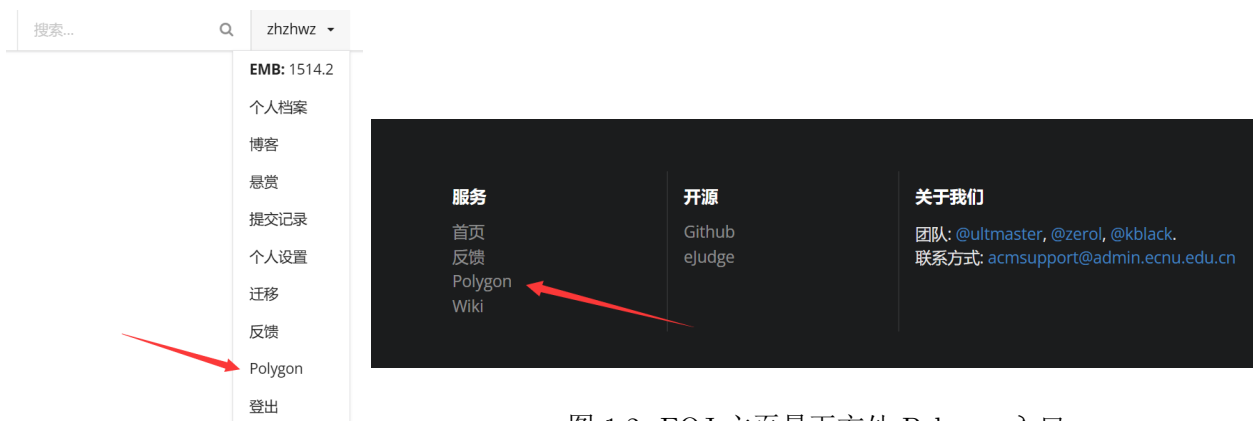 搜索...
zhzhwz
EMB: 1514.2
个人档案
博客
悬赏
提交记录
个人设置
迁移
反馈
Polygon
登出
服务
首页
反馈
Polygon
Wiki
开源
Github
eJudge
关于我们
团队: @ultmaster, @zerol, @kblack.
联系方式: acmsupport@admin.ecnu.edu.cn